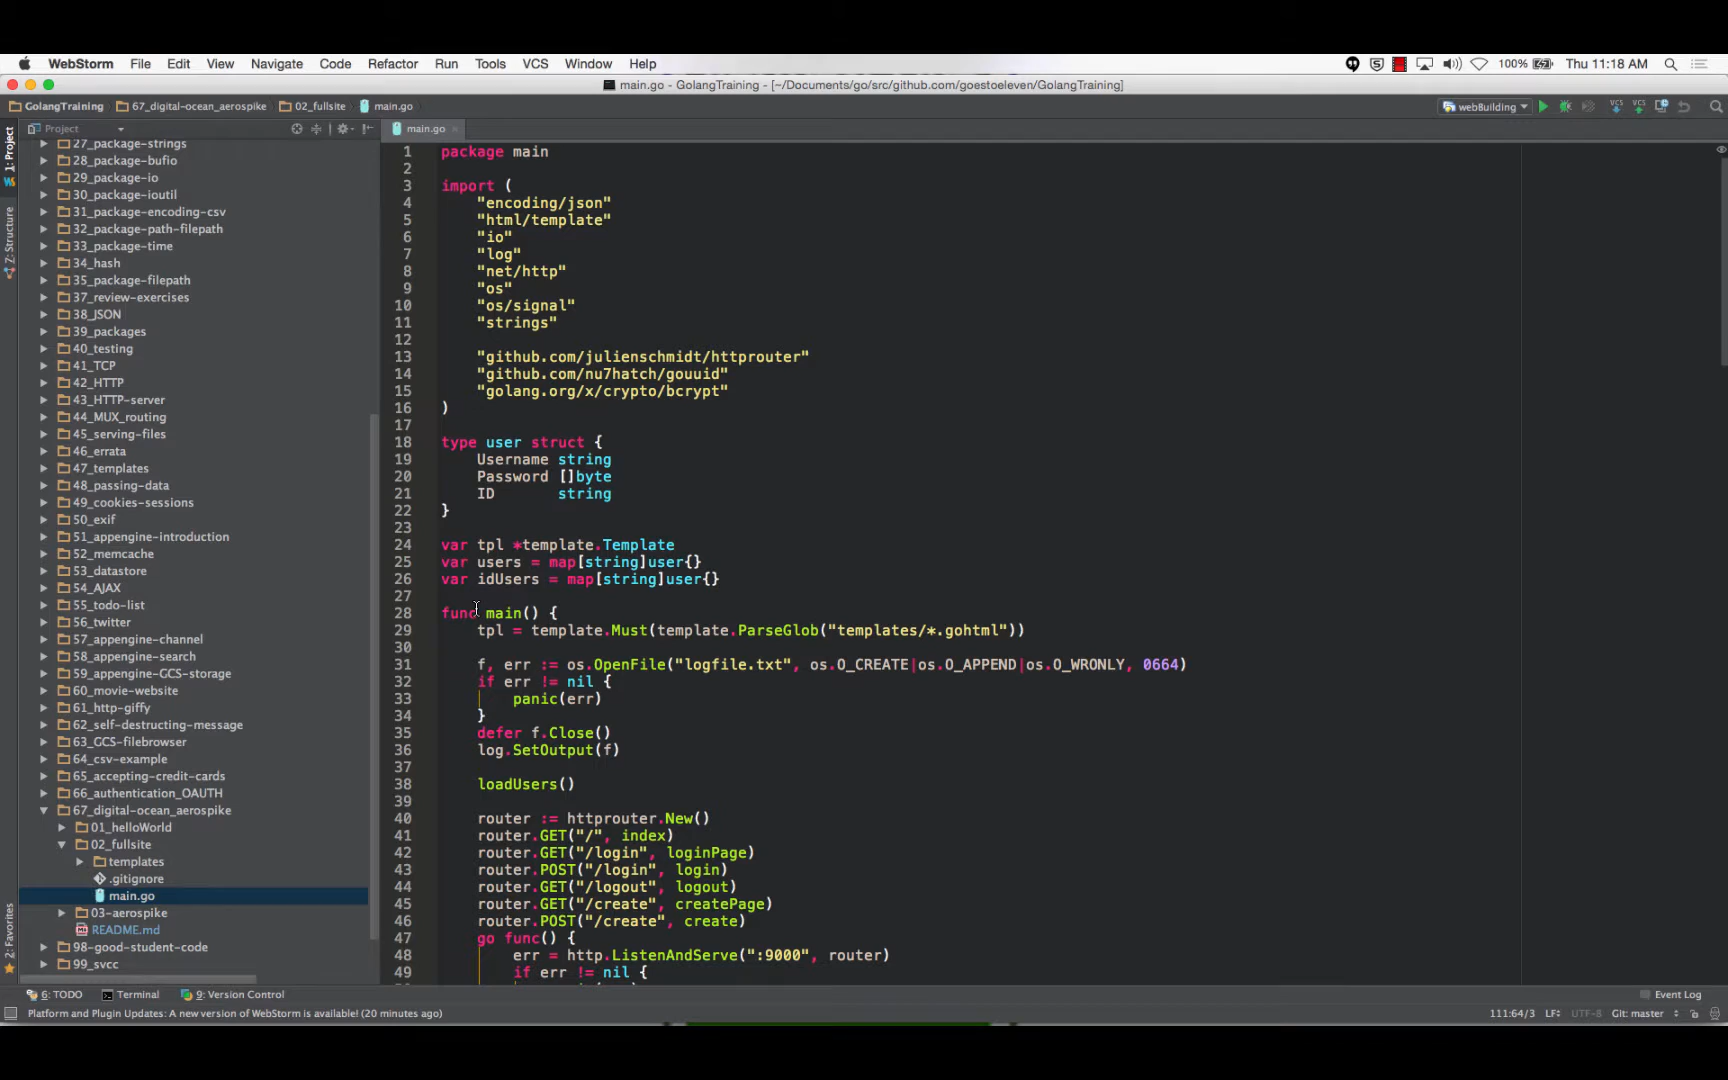 WebStorm File Edit View Navigate Code Refactor Run Tools VCS Window Help 100% Thu 11:18 AM
main.go - GolangTraining - [~/Documents/go/src/github.com/goestoeleven/GolangTraining]
GolangTraining 67_digital-ocean_aerospike 02_fullsite main.go webBuilding
Project main.go
1: Project
Z: Structure
2: Favorites
27_package-strings
28_package-bufio
29_package-io
30_package-ioutil
31_package-encoding-csv
32_package-path-filepath
33_package-time
34_hash
35_package-filepath
37_review-exercises
38_JSON
39_packages
40_testing
41_TCP
42_HTTP
43_HTTP-server
44_MUX_routing
45_serving-files
46_errata
47_templates
48_passing-data
49_cookies-sessions
50_exif
51_appengine-introduction
52_memcache
53_datastore
54_AJAX
55_todo-list
56_twitter
57_appengine-channel
58_appengine-search
59_appengine-GCS-storage
60_movie-website
61_http-giffy
62_self-destructing-message
63_GCS-filebrowser
64_csv-example
65_accepting-credit-cards
66_authentication_OAUTH
67_digital-ocean_aerospike
01_helloWorld
02_fullsite
templates
.gitignore
main.go
03-aerospike
README.md
98-good-student-code
99_svcc
1 package main
2
3 import (
4 "encoding/json"
5 "html/template"
6 "io"
7 "log"
8 "net/http"
9 "os"
10 "os/signal"
11 "strings"
12
13 "github.com/julienschmidt/httprouter"
14 "github.com/nu7hatch/gouuid"
15 "golang.org/x/crypto/bcrypt"
16 )
17
18 type user struct {
19 Username string
20 Password []byte
21 ID string
22 }
23
24 var tpl *template.Template
25 var users = map[string]user{}
26 var idUsers = map[string]user{}
27
28 func main() {
29 tpl = template.Must(template.ParseGlob("templates/*.gohtml"))
30
31 f, err := os.OpenFile("logfile.txt", os.O_CREATE|os.O_APPEND|os.O_WRONLY, 0664)
32 if err != nil {
33 panic(err)
34 }
35 defer f.Close()
36 log.SetOutput(f)
37
38 loadUsers()
39
40 router := httprouter.New()
41 router.GET("/", index)
42 router.GET("/login", loginPage)
43 router.POST("/login", login)
44 router.GET("/logout", logout)
45 router.GET("/create", createPage)
46 router.POST("/create", create)
47 go func() {
48 err = http.ListenAndServe(":9000", router)
49 if err != nil {
6: TODO Terminal 9: Version Control Event Log
Platform and Plugin Updates: A new version of WebStorm is available! (20 minutes ago) 111:64/3 LF UTF-8 Git: master